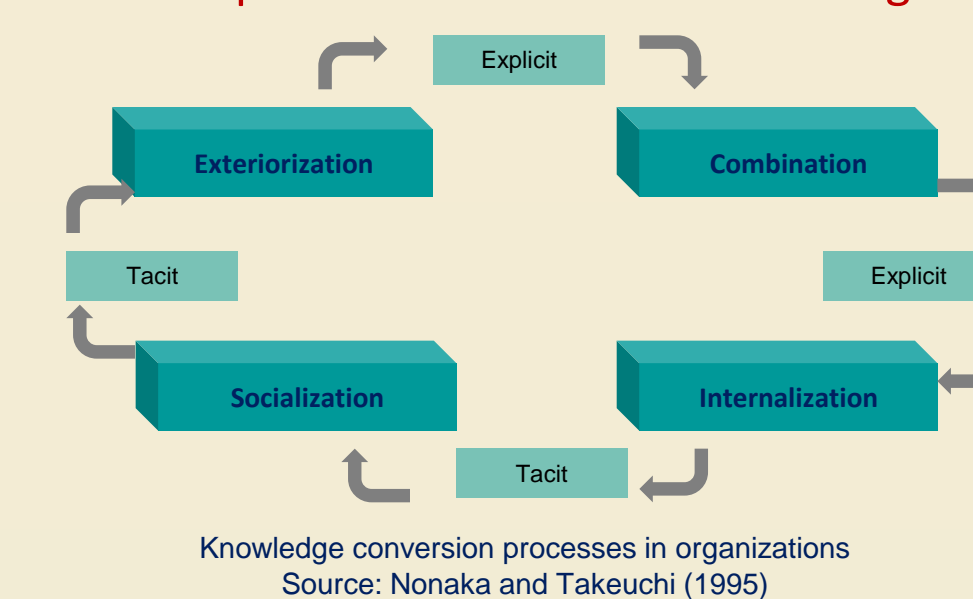 Explicit
Exteriorization
Combination
Tacit
Explicit
Socialization
Internalization
Tacit
Knowledge conversion processes in organizations
Source: Nonaka and Takeuchi (1995)